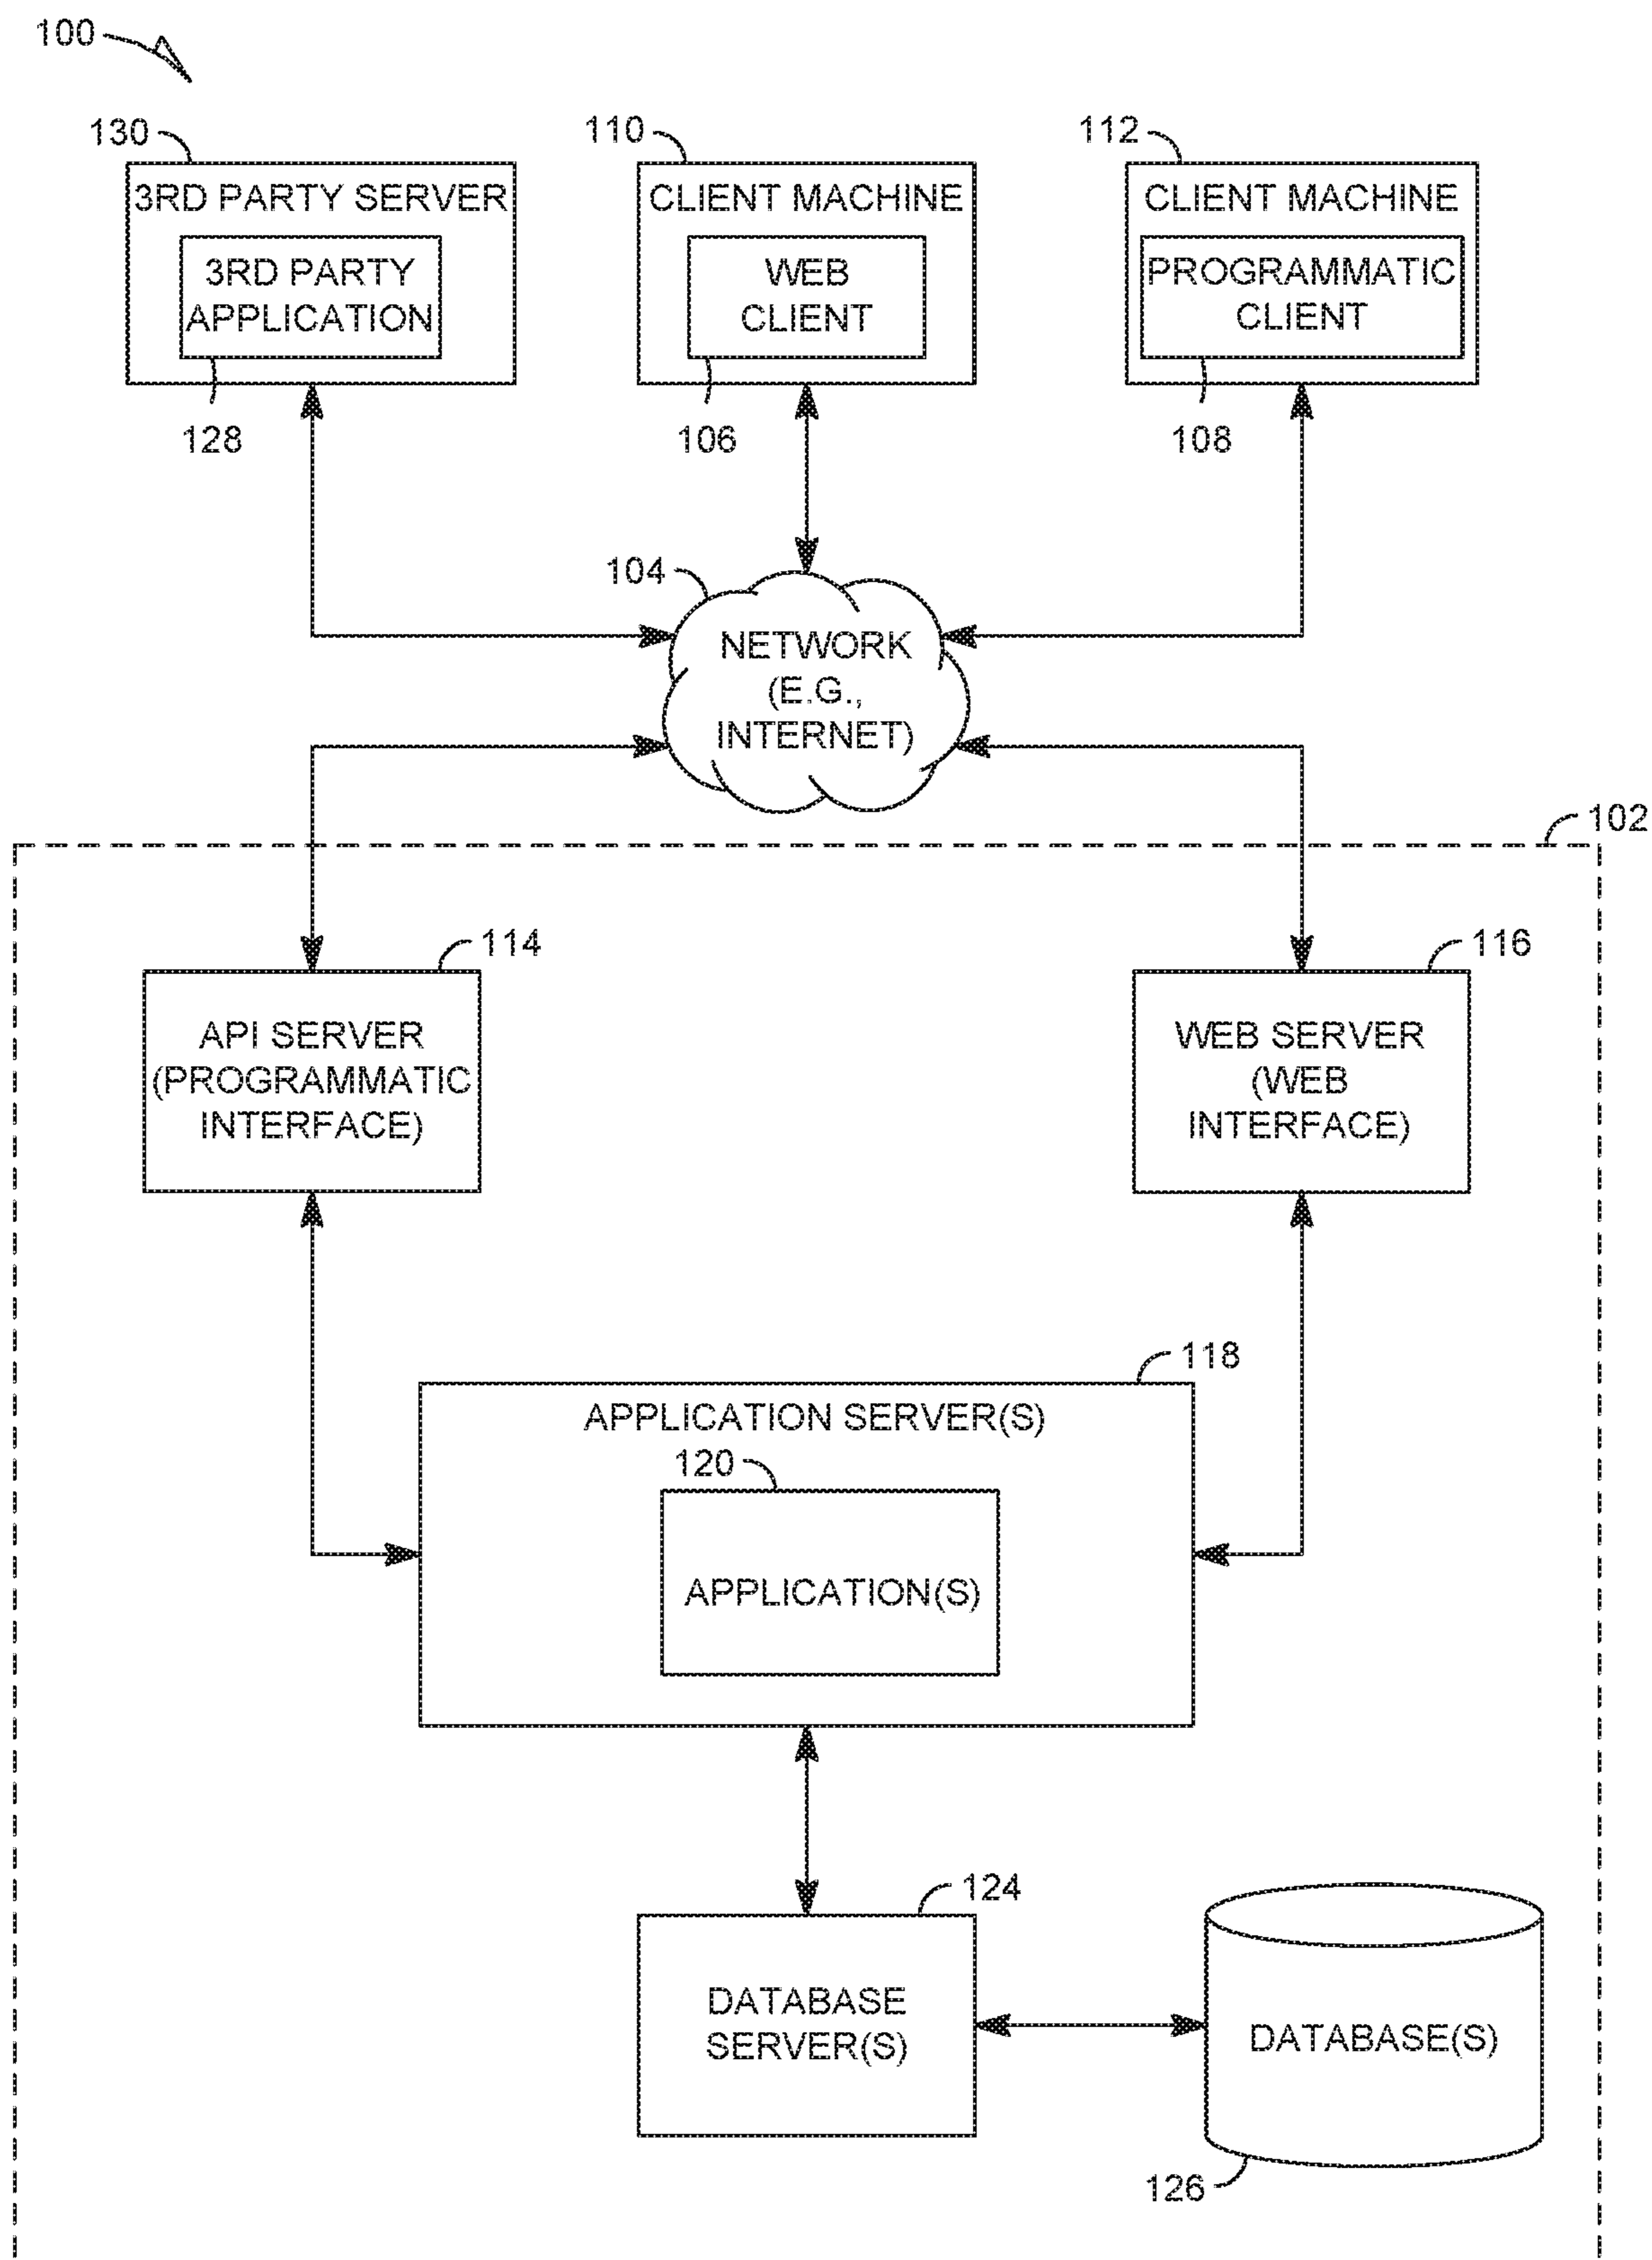 100
130
110
112
3RD PARTY SERVER
CLIENT MACHINE
CLIENT MACHINE
3RD PARTY
APPLICATION
WEB
CLIENT
PROGRAMMATIC
CLIENT
128
106
108
104
NETWORK
(E.G.,
INTERNET)
102
114
116
API SERVER
(PROGRAMMATIC
INTERFACE)
WEB SERVER
(WEB
INTERFACE)
118
APPLICATION SERVER(S)
120
APPLICATION(S)
124
DATABASE
SERVER(S)
DATABASE(S)
126